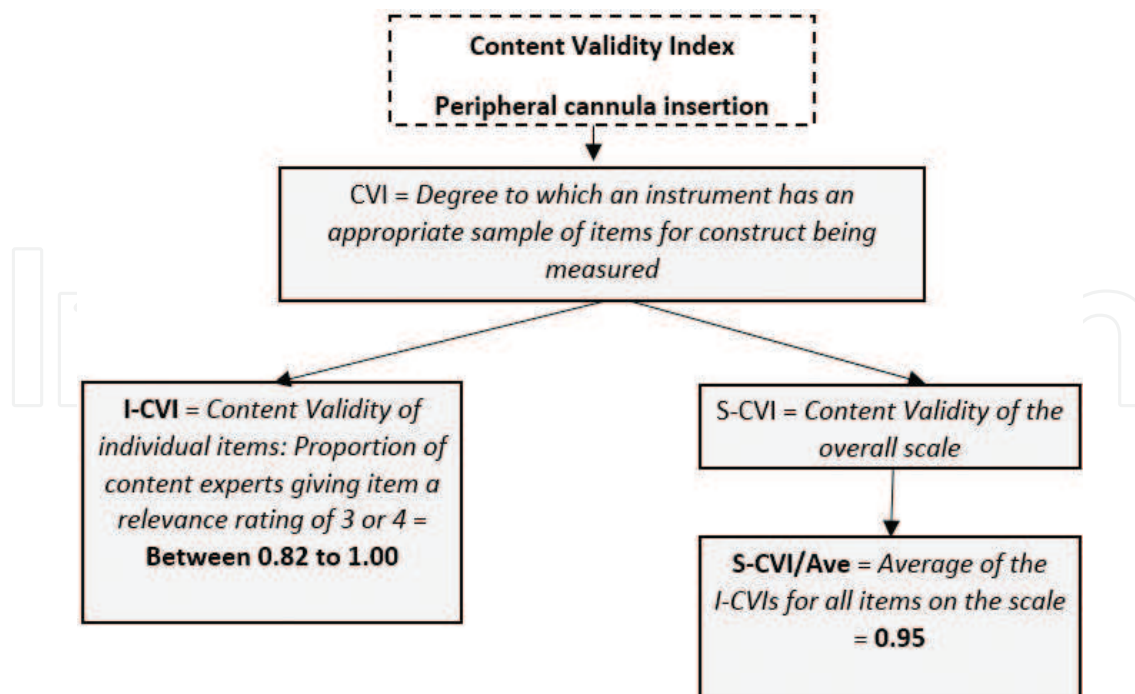 Content Validity Index
Peripheral cannula insertion
CVI = Degree to which an instrument has an
appropriate sample of items for construct being
measured
I-CVI = Content Validity of
individual items: Proportion of
content experts giving item a
relevance rating of 3 or 4 =
Between 0.82 to 1.00
S-CVI = Content Validity of the
overall scale
S-CVI/Ave = Average of the
I-CVIs for all items on the scale
= 0.95